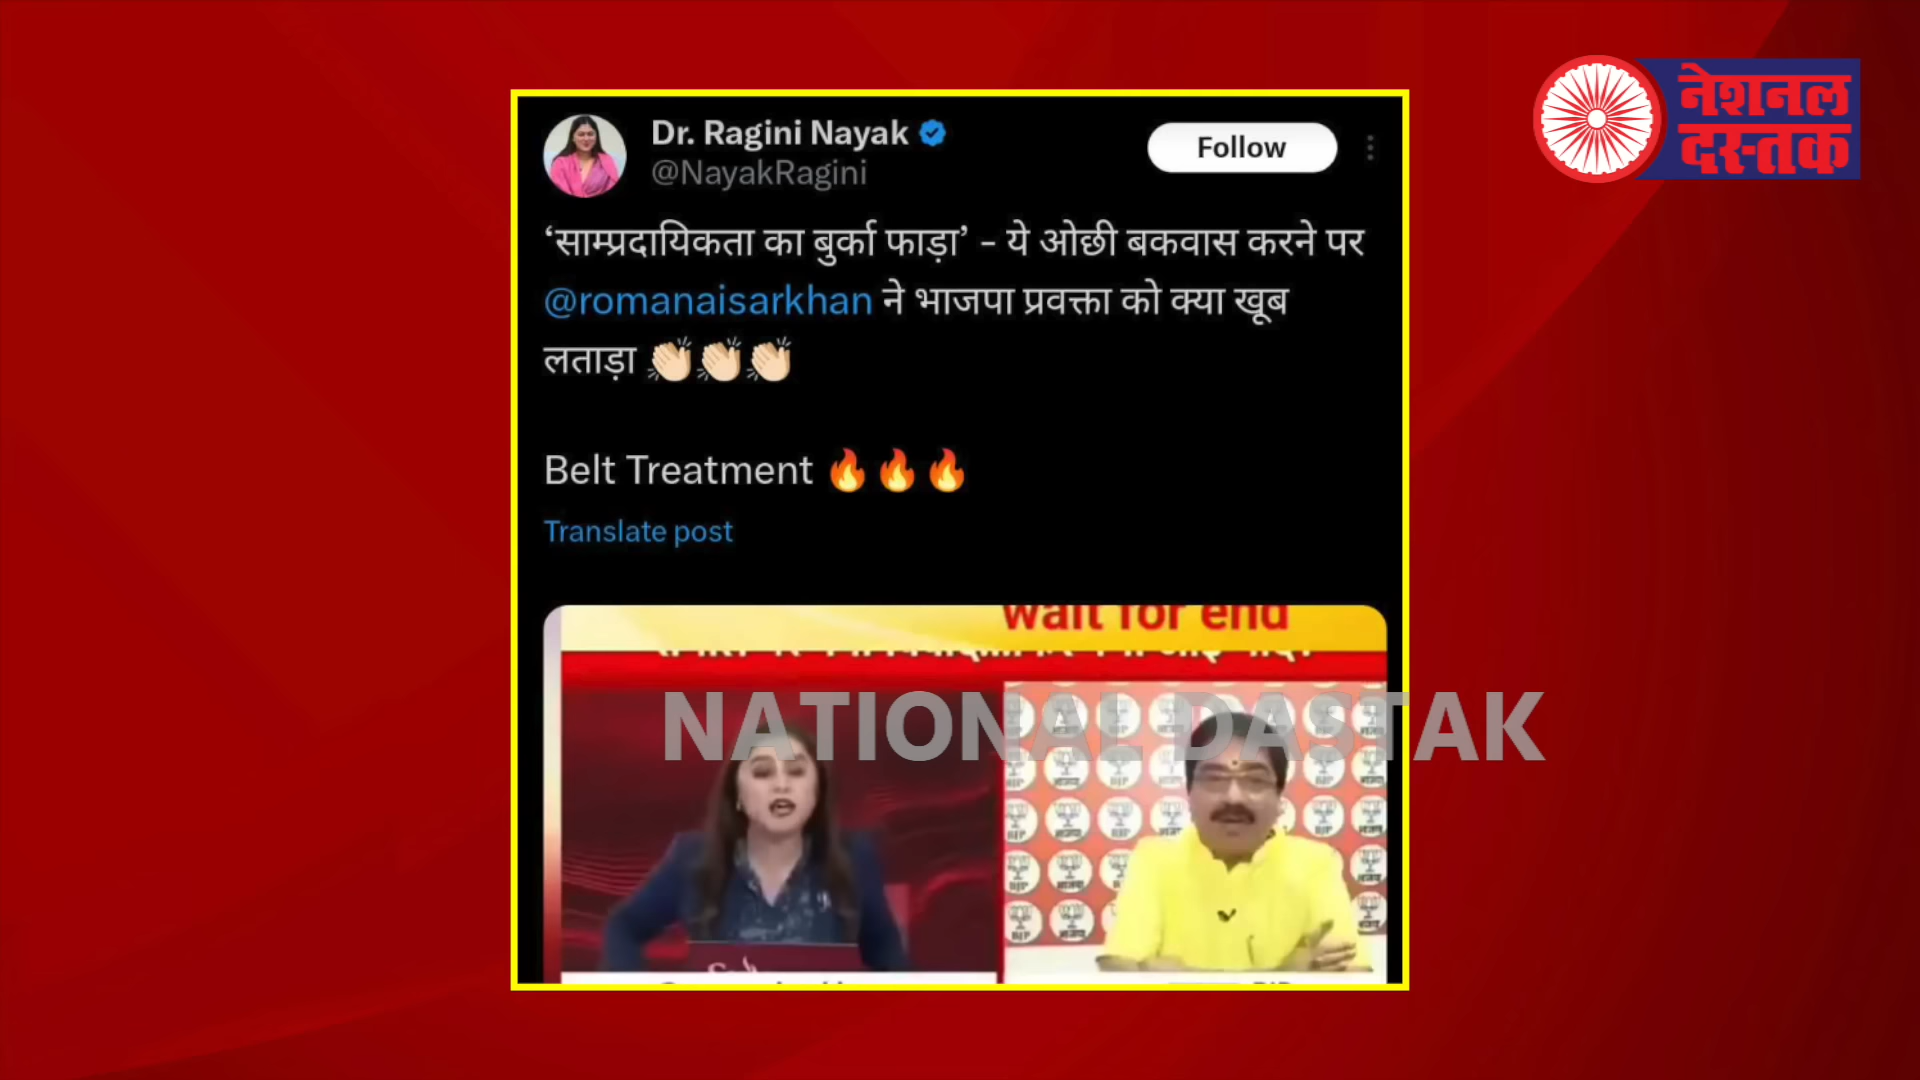 नेशनल
दस्तक
Dr. Ragini Nayak
@NayakRagini
Follow
‘साम्प्रदायिकता का बुर्का फाड़ा’ - ये ओछी बकवास करने पर
@romanaisarkhan ने भाजपा प्रवक्ता को क्या खूब
लताड़ा 👏🏻👏🏻👏🏻
Belt Treatment 🔥🔥🔥
Translate post
wait for end
NATIONAL DASTAK